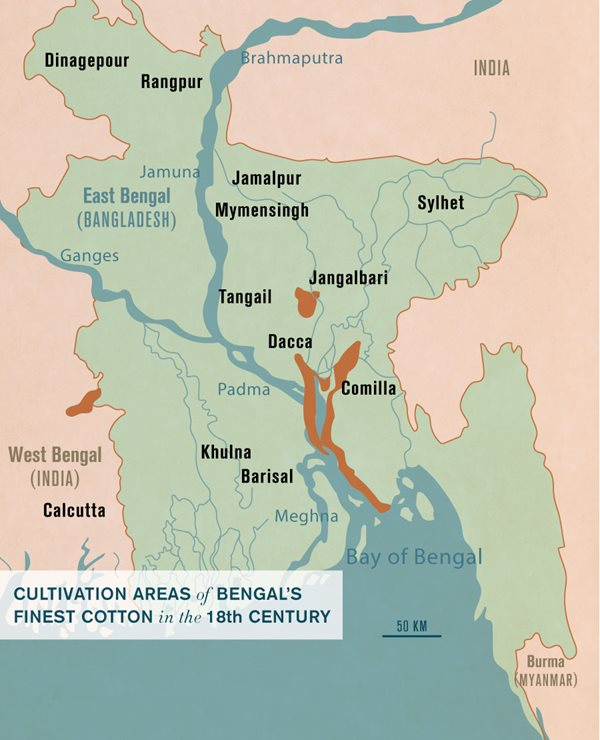 Dinagepour
Rangpur
Brahmaputra
INDIA
Jamuna
Jamalpur
East Bengal
(BANGLADESH)
Mymensingh
Sylhet
Ganges
Jangalbari
Tangail
Dacca
Padma
Comilla
West Bengal
(INDIA)
Khulna
Barisal
Calcutta
Meghna
Bay of Bengal
CULTIVATION AREAS of BENGAL'S
FINEST COTTON in the 18th CENTURY
50 KM
Burma
(MYANMAR)